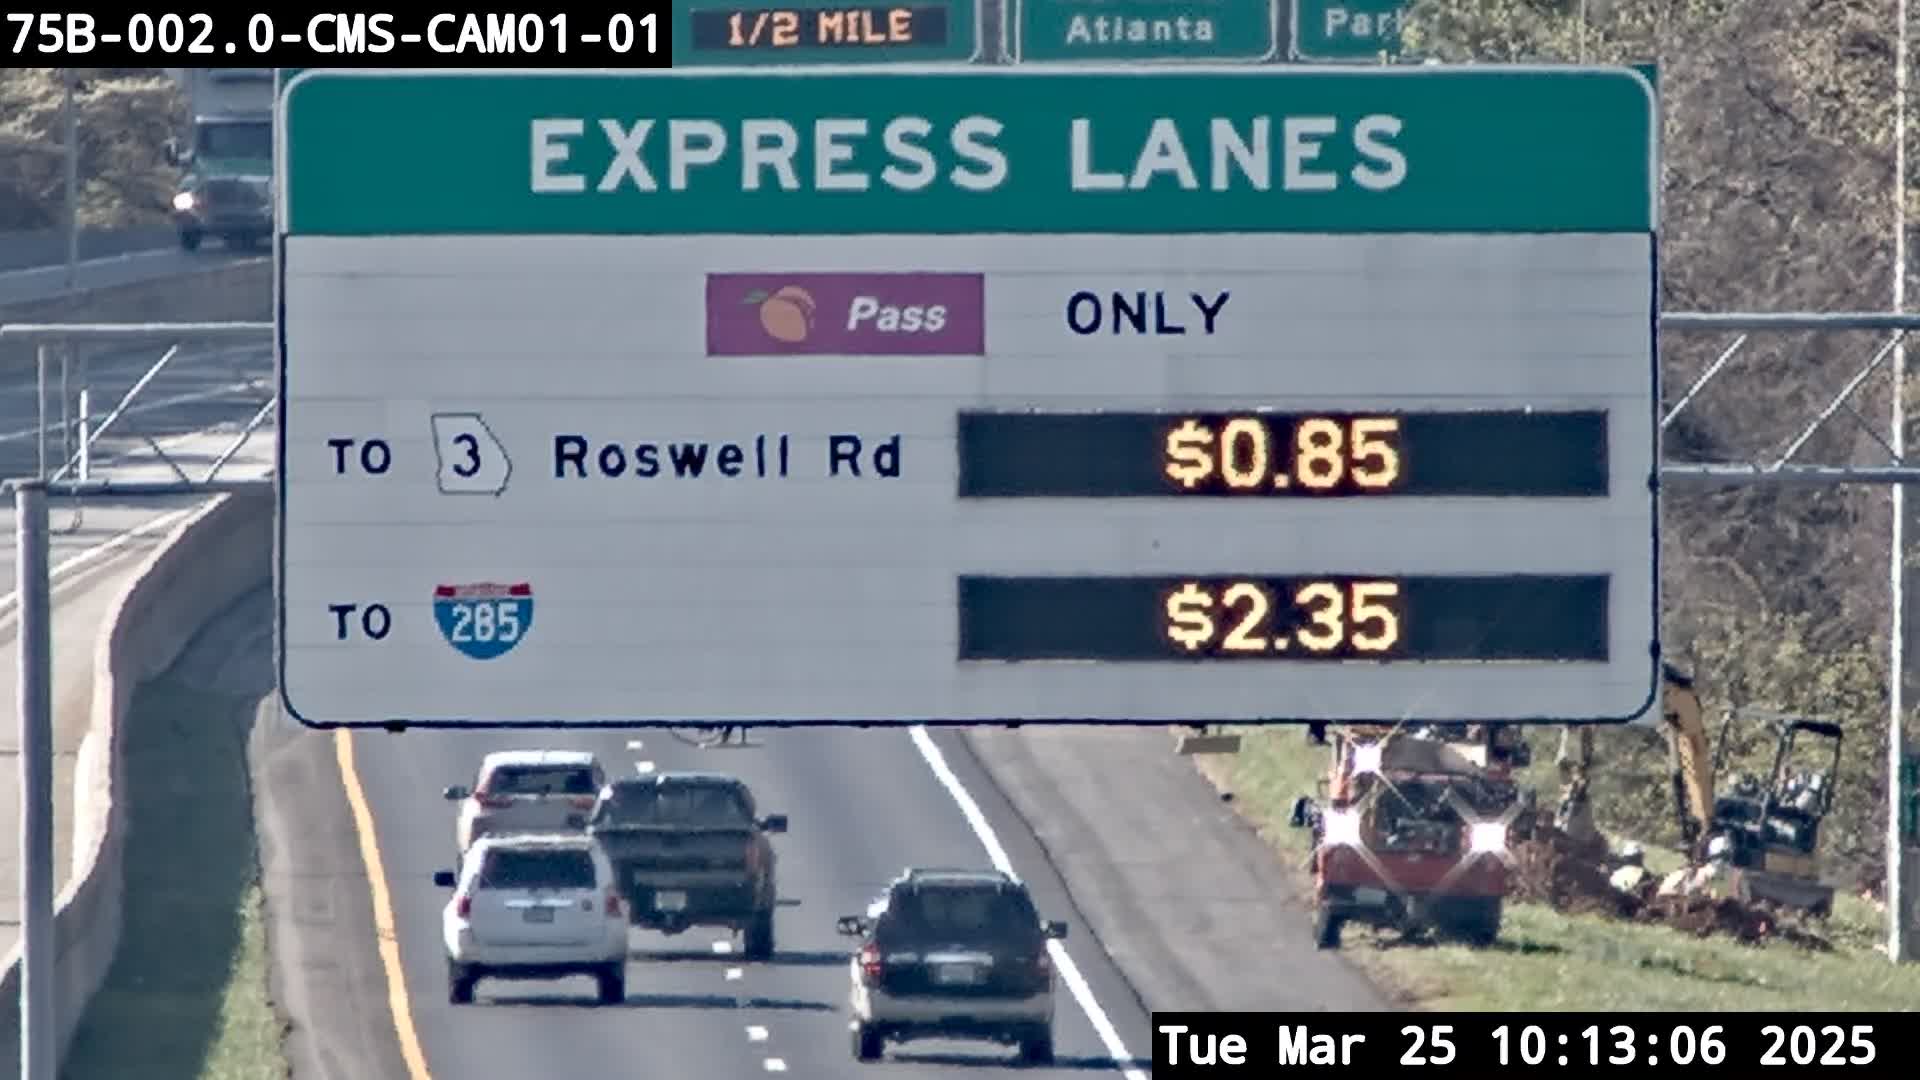 75B-002.0-CMS-CAM01-01
1/2 MILE
Atlanta
EXPRESS LANES
Pass ONLY
TO 3 Roswell Rd $0.85
TO 285 $2.35
Tue Mar 25 10:13:06 2025